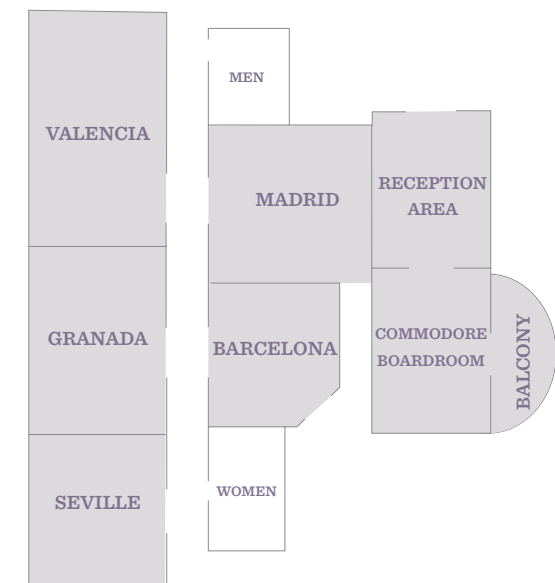 MEN
VALENCIA
MADRID
RECEPTION
AREA
GRANADA
BARCELONA
COMMODORE
BOARDROOM
BALCONY
SEVILLE
WOMEN